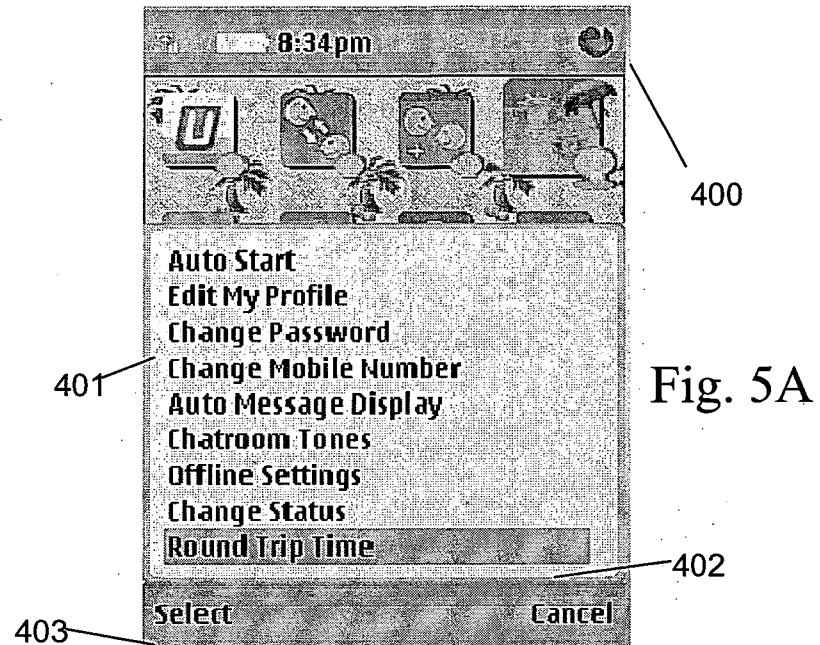 8:34pm
U
400
Auto Start
Edit My Profile
Change Password
Change Mobile Number
401
Auto Message Display
Fig. 5A
Chatroom Tones
Offline Settings
Change Status
Round Trip Time
402
Select
Cancel
403